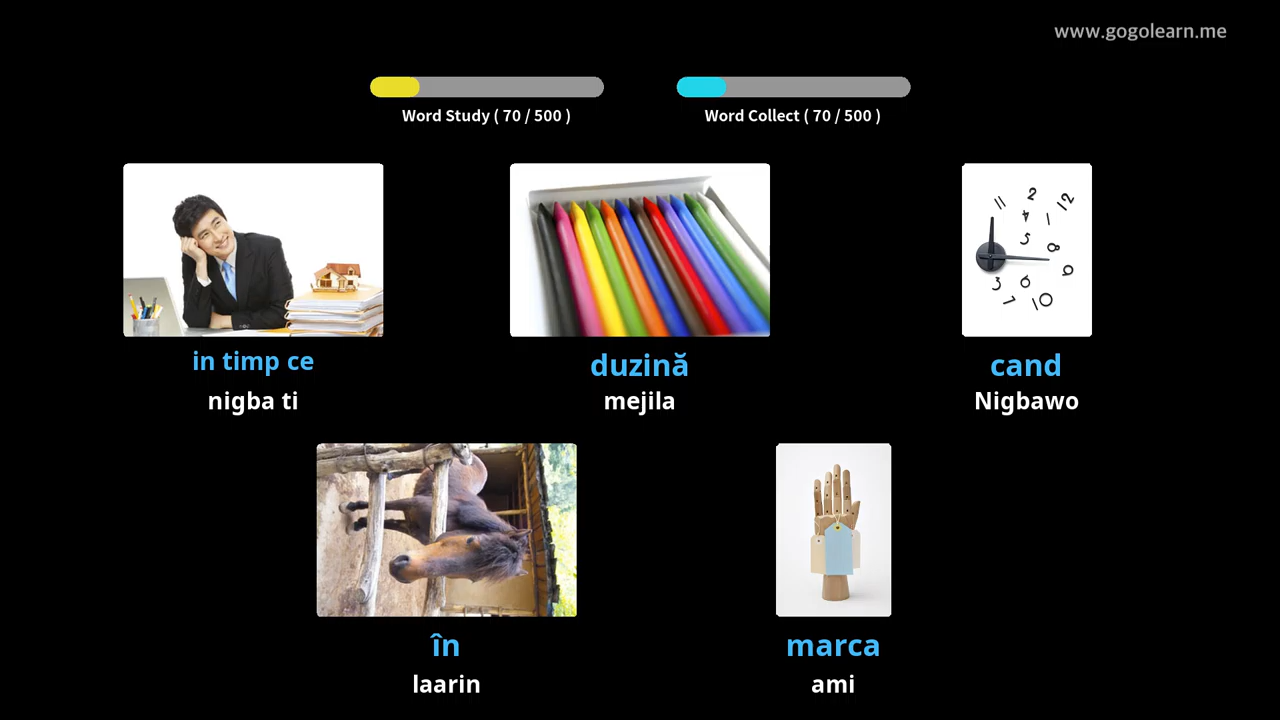 www.gogolearn.me
Word Study ( 70 / 500 )
Word Collect ( 70 / 500 )
in timp ce
nigba ti
duzină
mejila
cand
Nigbawo
în
laarin
marca
ami